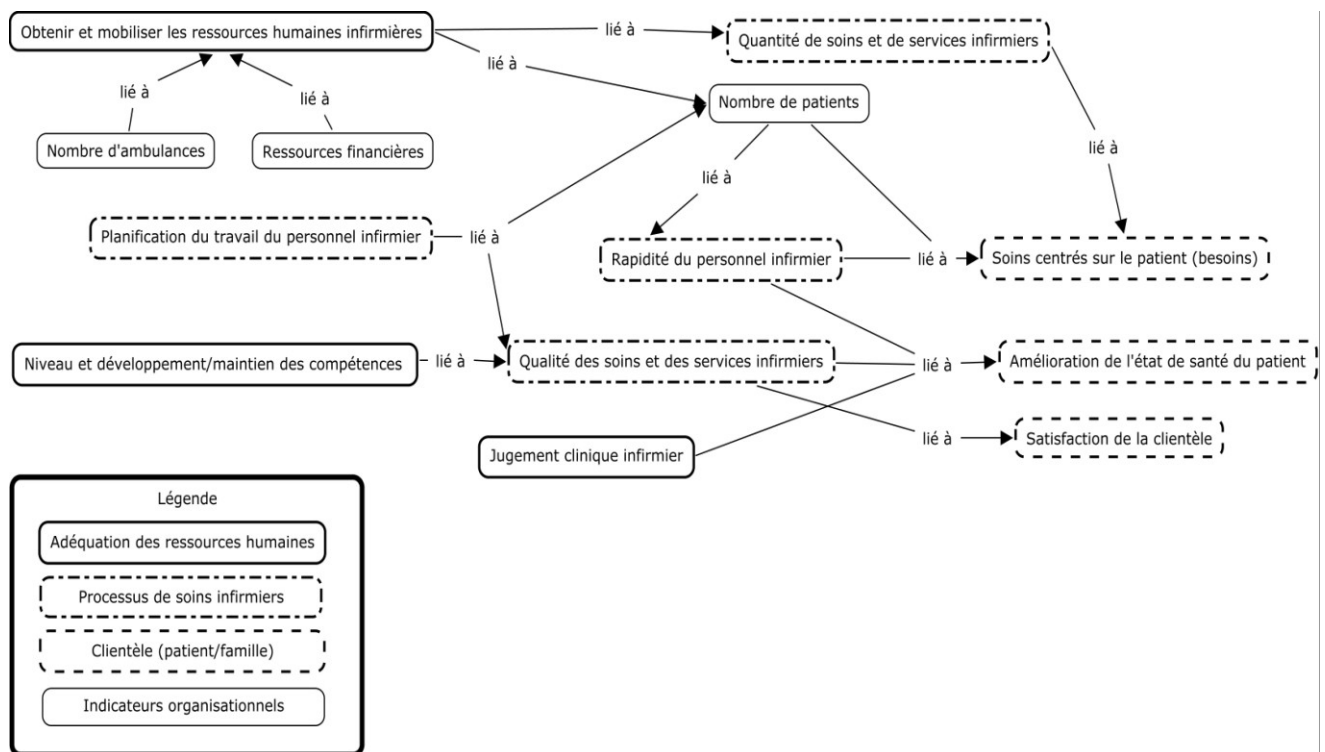 Obtenir et mobiliser les ressources humaines infirmières
lié à
Quantité de soins et de services infirmiers
lié à
lié à
lié à
Nombre de patients
Nombre d'ambulances
Ressources financières
lié à
lié à
Planification du travail du personnel infirmier
lié à
Rapidité du personnel infirmier
lié à
Soins centrés sur le patient (besoins)
Niveau et développement/maintien des compétences
lié à
Qualité des soins et des services infirmiers
lié à
Amélioration de l'état de santé du patient
Jugement clinique infirmier
lié à
Satisfaction de la clientèle
Légende
Adéquation des ressources humaines
Processus de soins infirmiers
Clientèle (patient/famille)
Indicateurs organisationnels